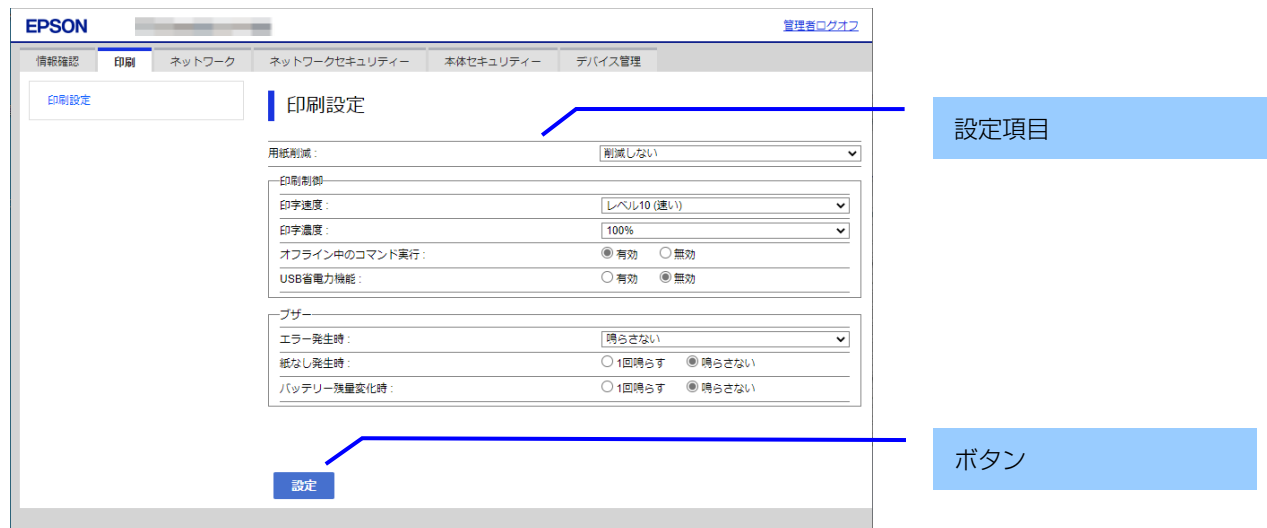 EPSON 管理者ログオフ
情報確認 印刷 ネットワーク ネットワークセキュリティー 本体セキュリティー デバイス管理
印刷設定
印刷設定
設定項目
用紙削減 : 削減しない
印刷制御
印字速度 : レベル10 (速い)
印字濃度 : 100%
オフライン中のコマンド実行 : 有効 無効
USB省電力機能 : 有効 無効
ブザー
エラー発生時 : 鳴らさない
紙なし発生時 : 1回鳴らす 鳴らさない
バッテリー残量変化時 : 1回鳴らす 鳴らさない
ボタン
設定